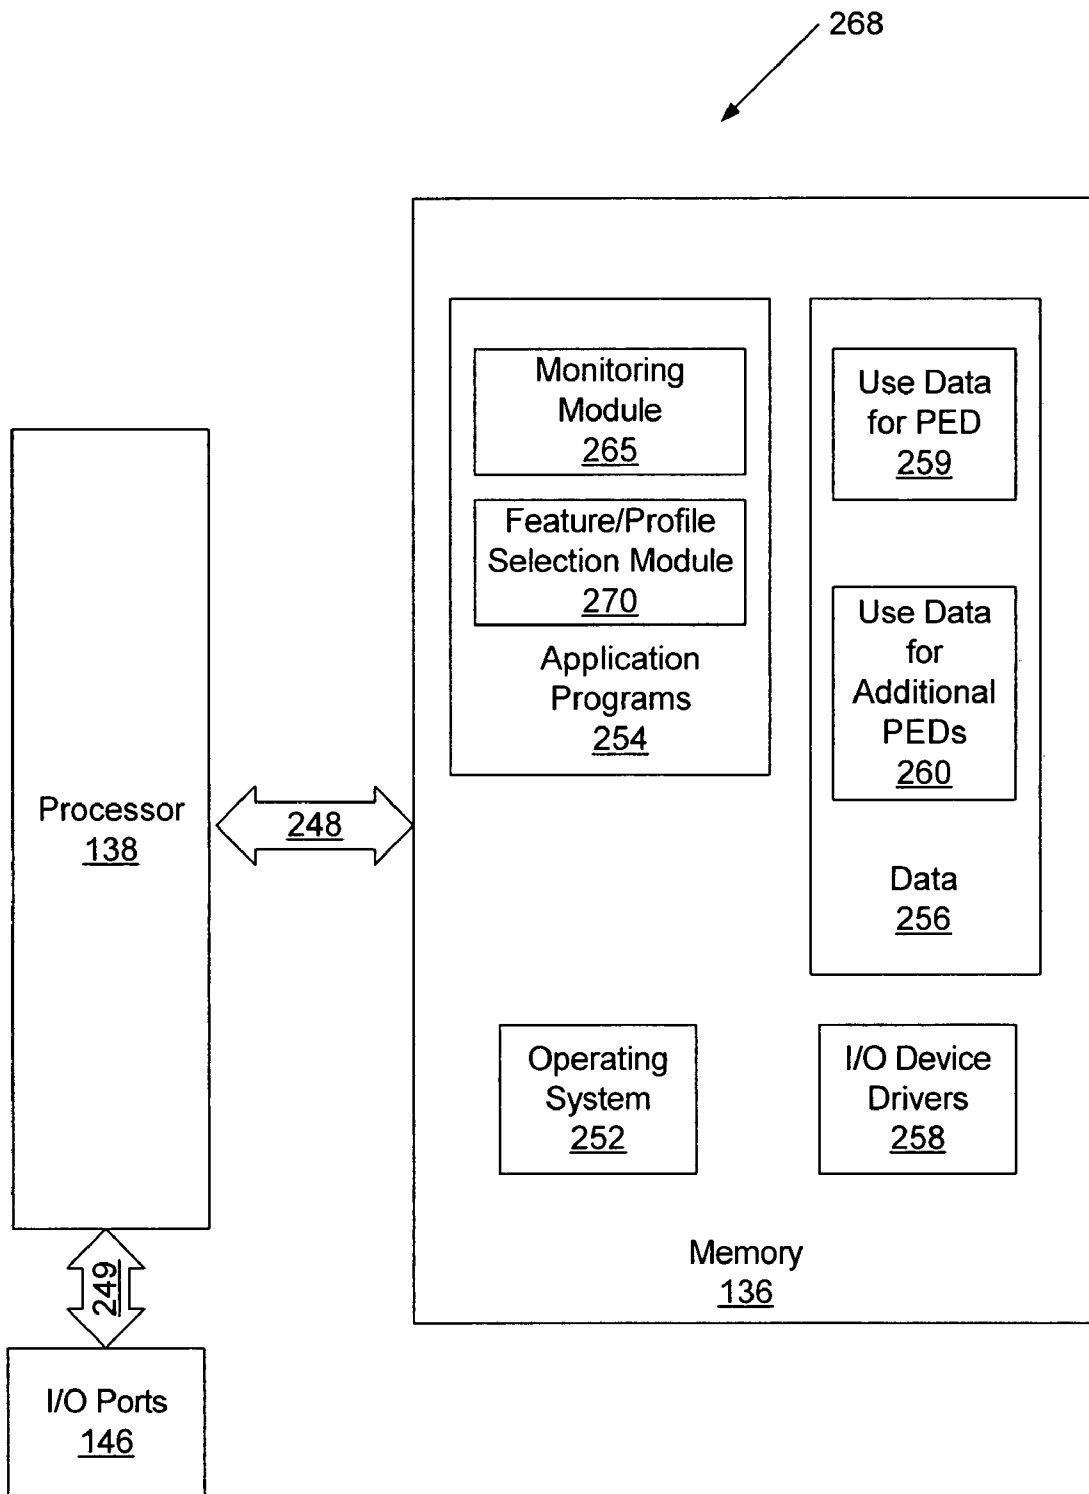 268
Monitoring
Module
265
Feature/Profile
Selection Module
270
Application
Programs
254
Use Data
for PED
259
Use Data
for
Additional
PEDs
260
Data
256
Processor
138
248
Operating
System
252
I/O Device
Drivers
258
Memory
136
249
I/O Ports
146